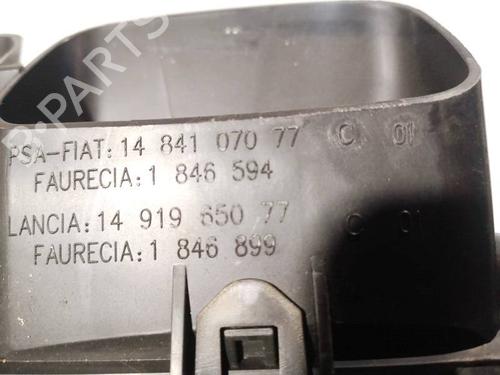 PSA-FIAT: 14 841 070 77 C 01
FAURECIA: 1 846 594
LANCIA: 14 919 650 77 C 01
FAURECIA: 1 846 899